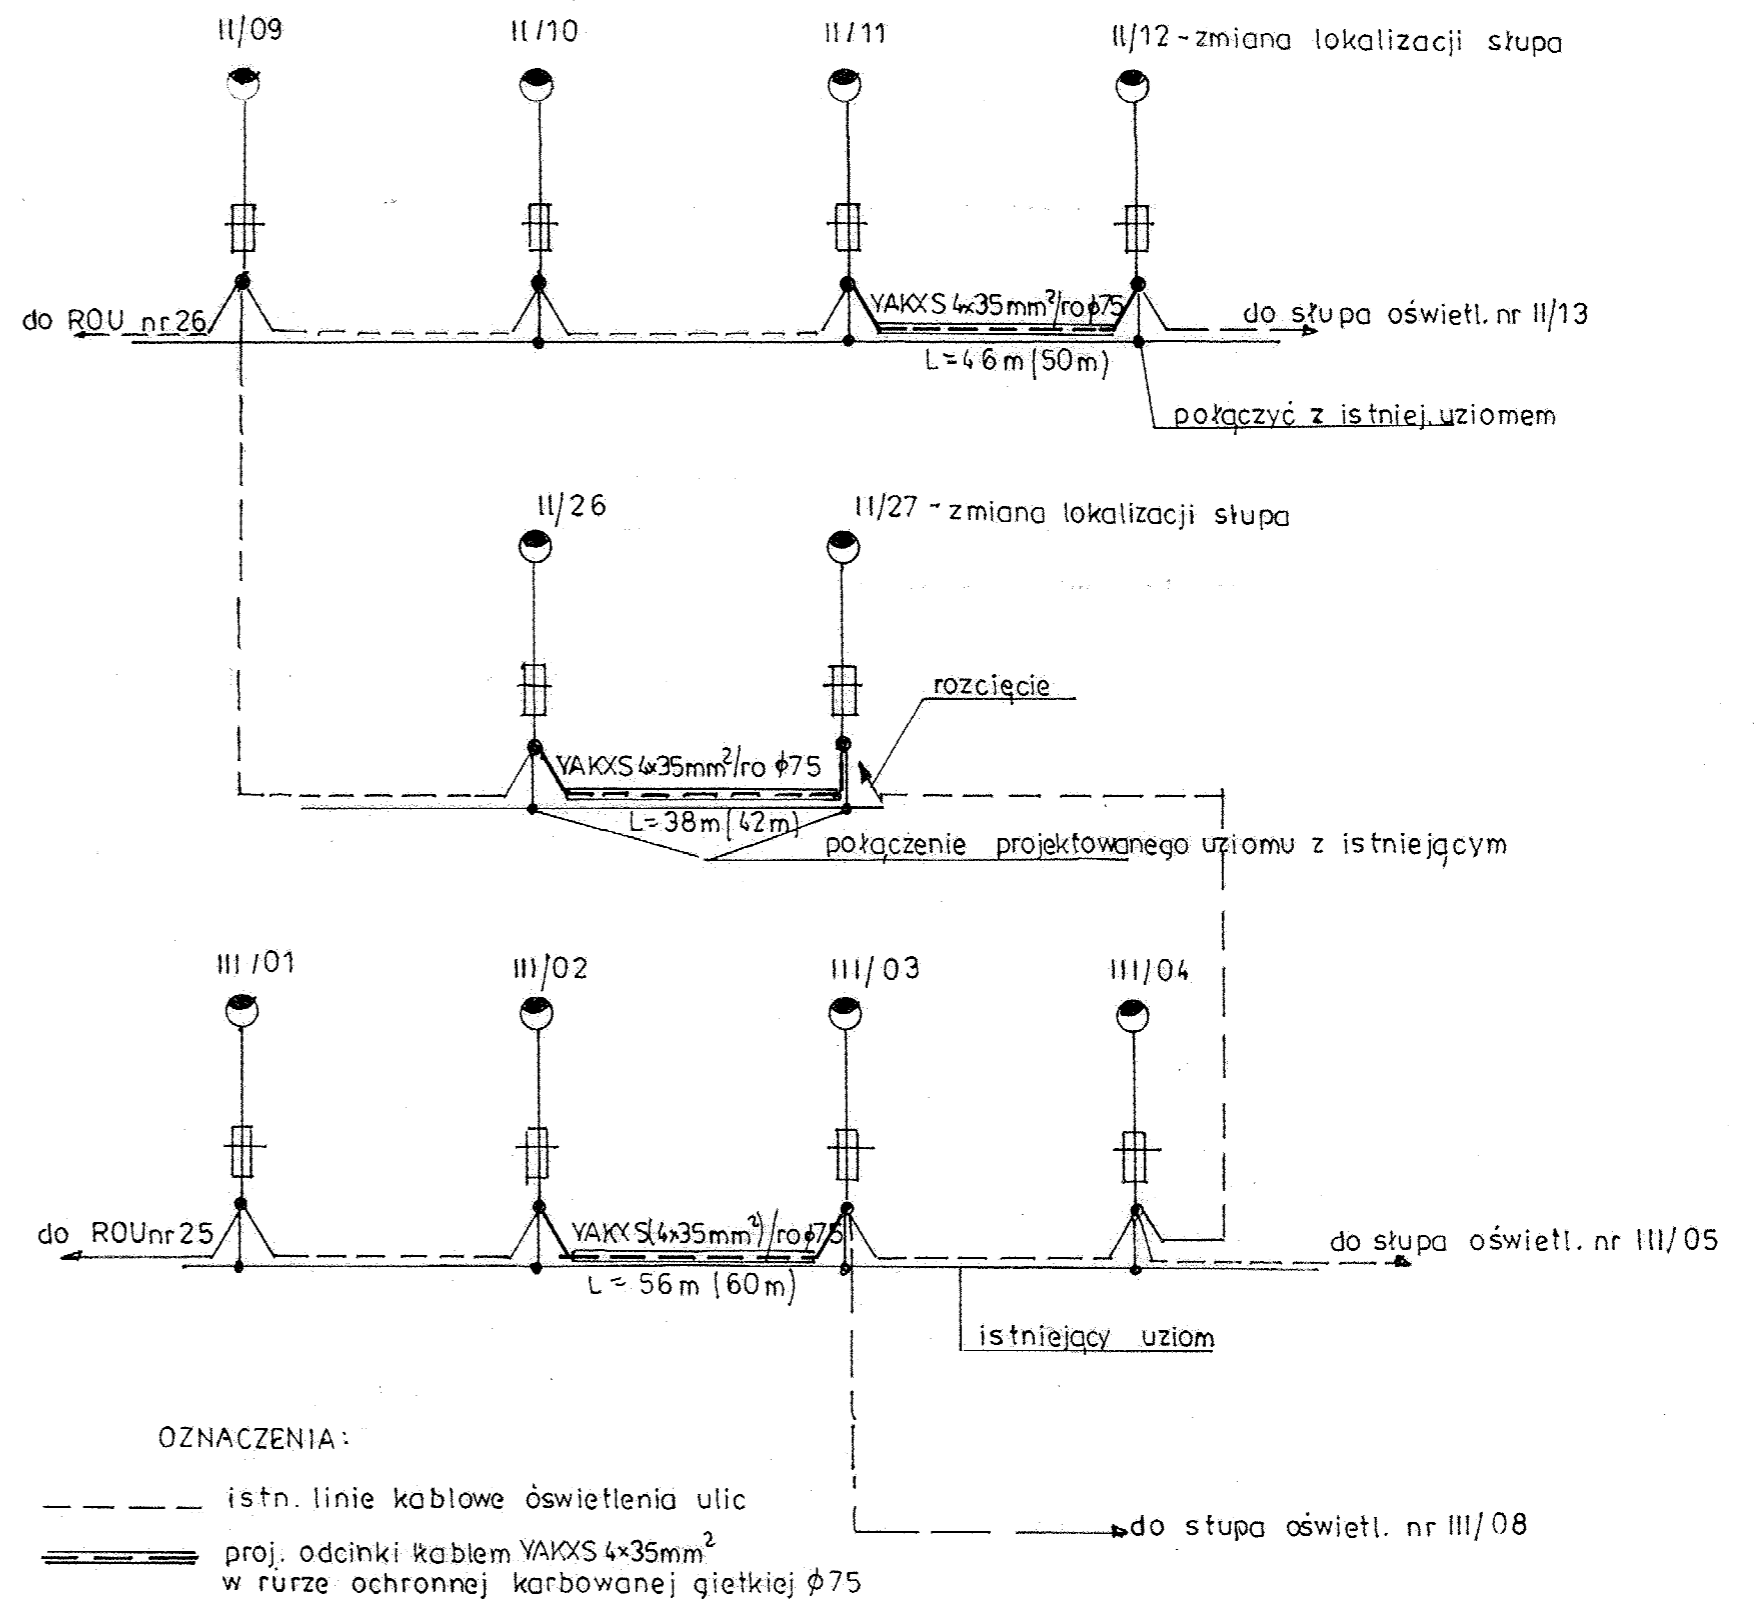 II/09
II/10
II/11
II/12 - zmiana lokalizacji słupa
do ROU nr 26
YAKXS 4x35mm²/ro ϕ75
do słupa oświetl. nr II/13
L=46m (50m)
połączyć z istniej. uziomem
II/26
II/27 - zmiana lokalizacji słupa
rozcięcie
YAKXS 4x35mm²/ro ϕ75
L=38m (42m)
połączenie projektowanego uziomu z istniejącym
III/01
III/02
III/03
III/04
do ROU nr 25
YAKXS(4x35mm²)/ro ϕ75
do słupa oświetl. nr III/05
L = 56m (60m)
istniejący uziom
OZNACZENIA:
istn. linie kablowe oświetlenia ulic
do słupa oświetl. nr III/08
proj. odcinki kablem YAKXS 4x35mm²
w rurze ochronnej karbowanej giętkiej ϕ75